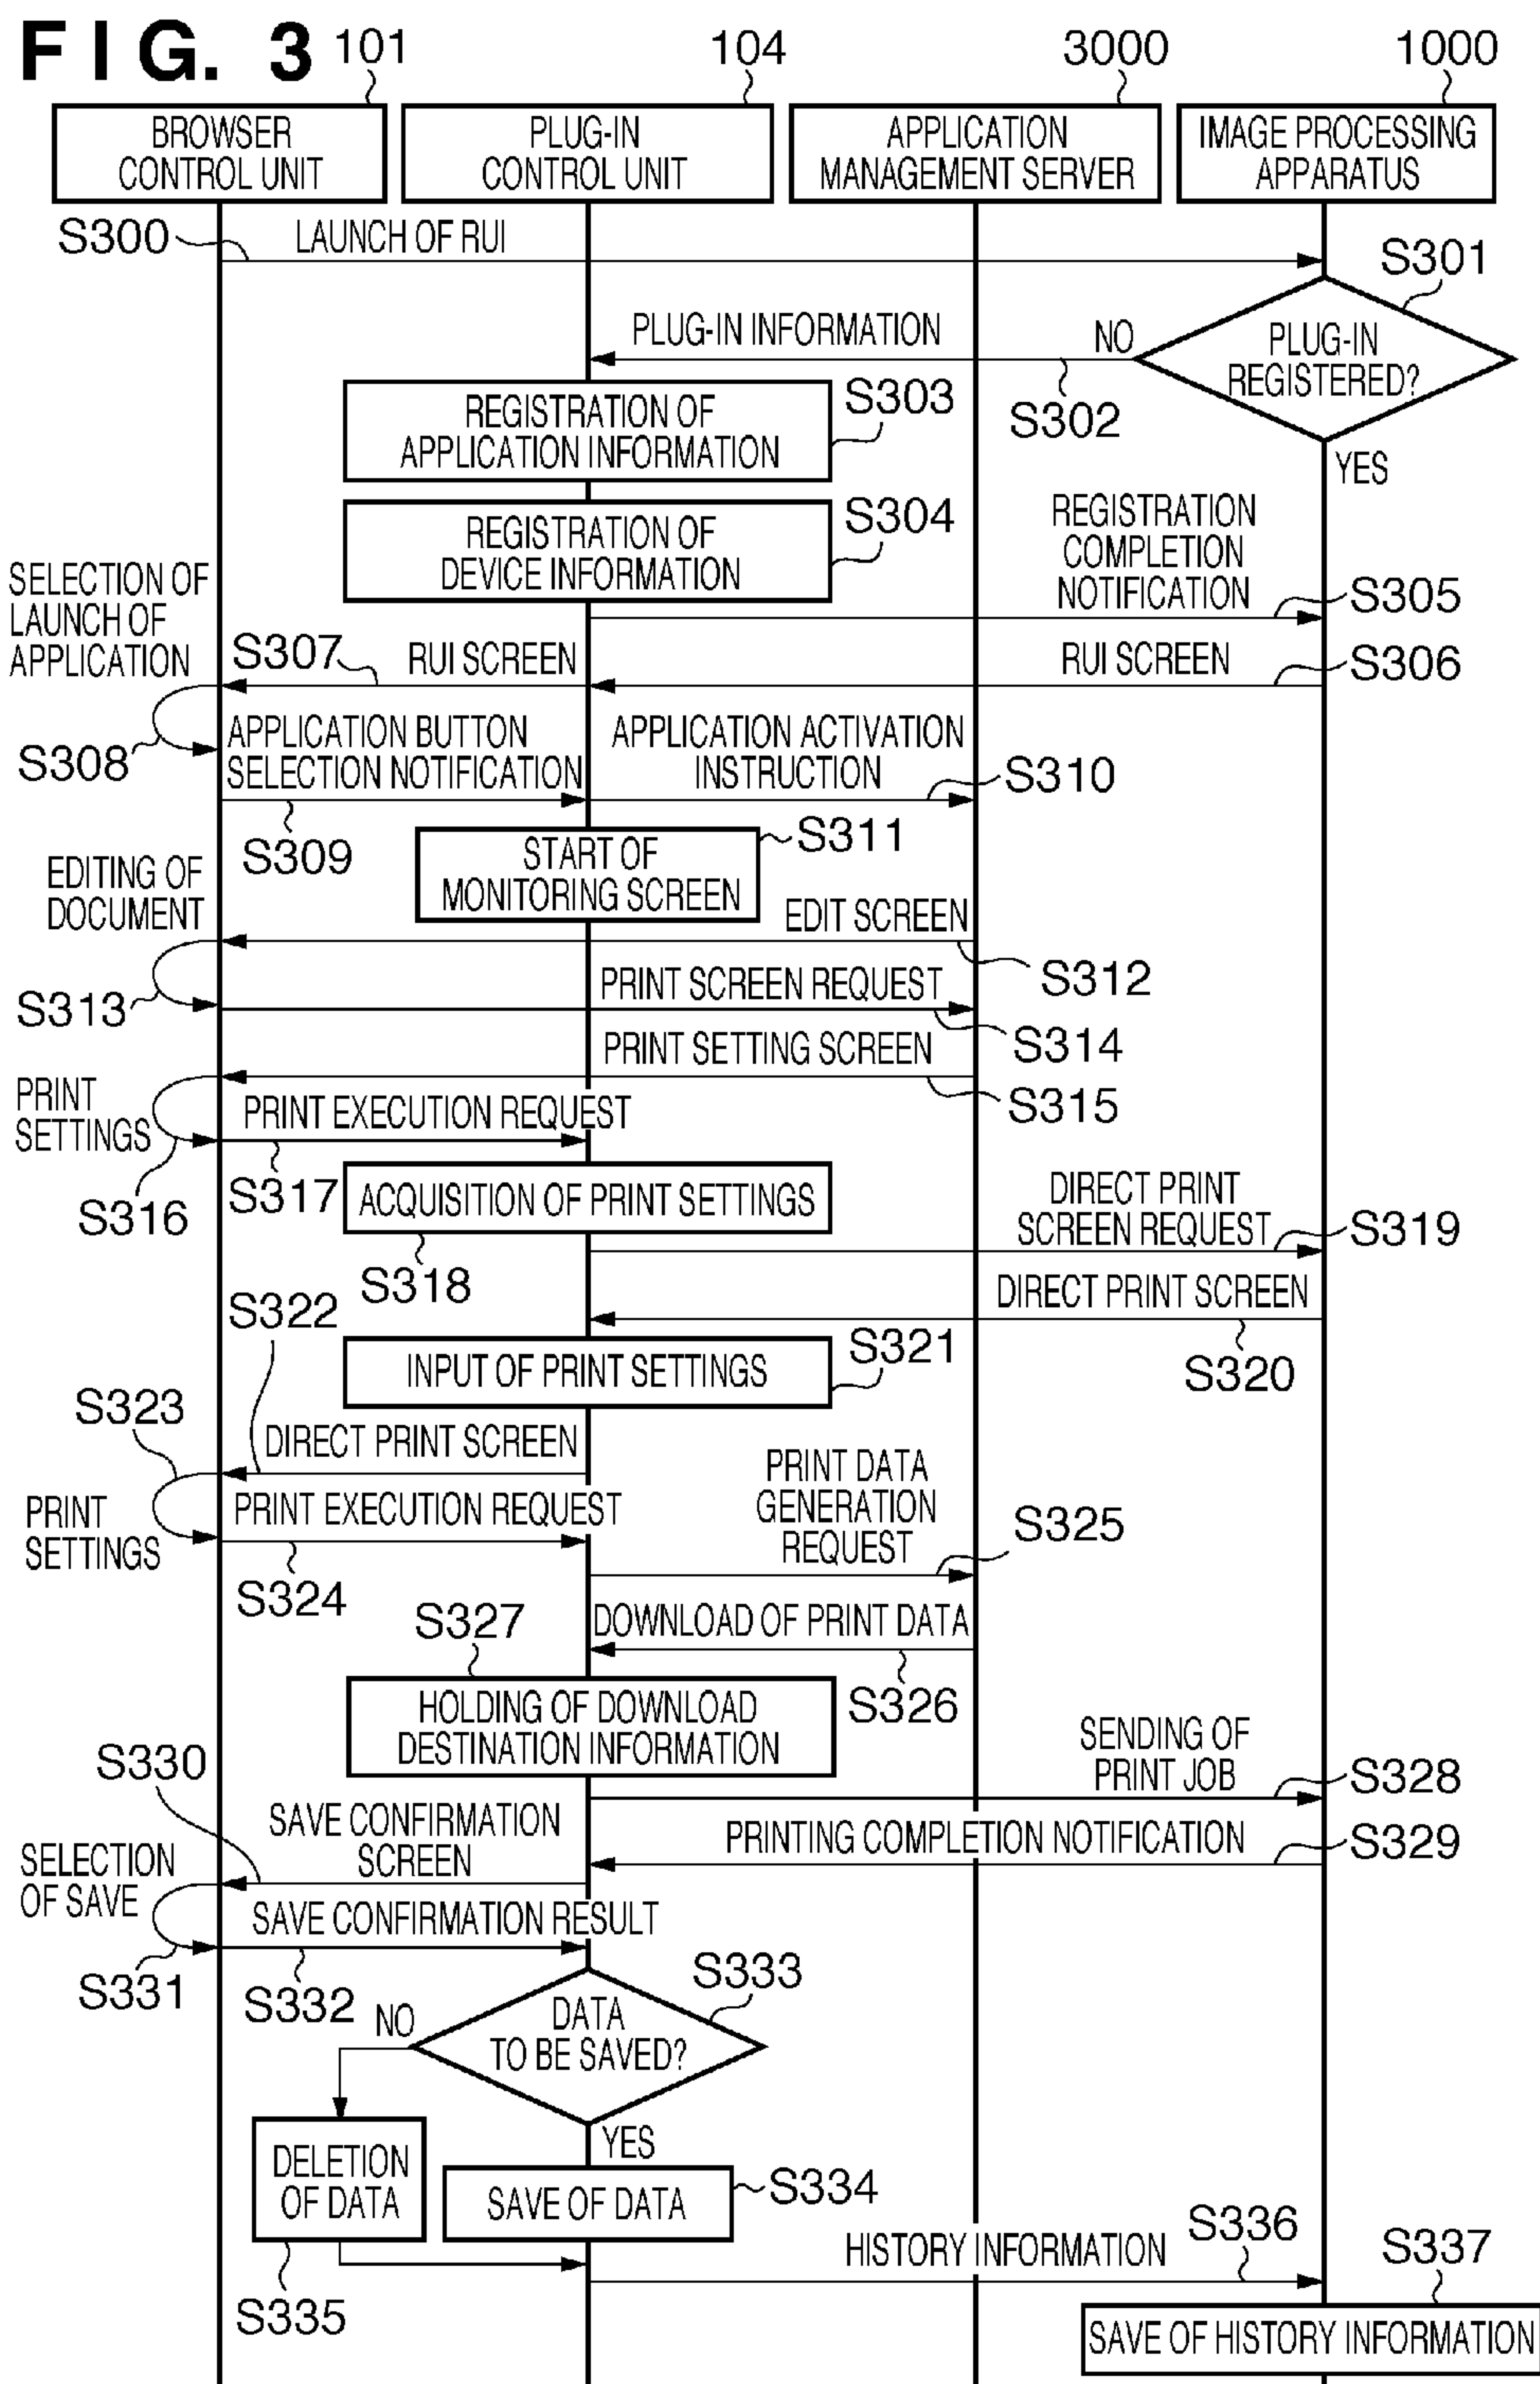 FIG. 3
101
104
3000
1000
BROWSER
CONTROL UNIT
PLUG-IN
CONTROL UNIT
APPLICATION
MANAGEMENT SERVER
IMAGE PROCESSING
APPARATUS
S300
LAUNCH OF RUI
S301
PLUG-IN INFORMATION
NO
PLUG-IN
REGISTERED?
S302
YES
REGISTRATION OF
APPLICATION INFORMATION
S303
REGISTRATION OF
DEVICE INFORMATION
S304
REGISTRATION
COMPLETION
NOTIFICATION
S305
SELECTION OF
LAUNCH OF
APPLICATION
S307
RUI SCREEN
RUI SCREEN
S306
S308
APPLICATION BUTTON
SELECTION NOTIFICATION
APPLICATION ACTIVATION
INSTRUCTION
S310
S309
START OF
MONITORING SCREEN
S311
EDITING OF
DOCUMENT
EDIT SCREEN
S312
S313
PRINT SCREEN REQUEST
S314
PRINT SETTING SCREEN
S315
PRINT
SETTINGS
PRINT EXECUTION REQUEST
S316
S317
ACQUISITION OF PRINT SETTINGS
S318
DIRECT PRINT
SCREEN REQUEST
S319
DIRECT PRINT SCREEN
S320
S322
INPUT OF PRINT SETTINGS
S321
S323
DIRECT PRINT SCREEN
PRINT
SETTINGS
PRINT EXECUTION REQUEST
S324
PRINT DATA
GENERATION
REQUEST
S325
S327
DOWNLOAD OF PRINT DATA
S326
HOLDING OF DOWNLOAD
DESTINATION INFORMATION
SENDING OF
PRINT JOB
S328
S330
SAVE CONFIRMATION
SCREEN
PRINTING COMPLETION NOTIFICATION
S329
SELECTION
OF SAVE
SAVE CONFIRMATION RESULT
S331
S332
S333
NO
DATA
TO BE SAVED?
YES
DELETION
OF DATA
SAVE OF DATA
S334
S335
HISTORY INFORMATION
S336
S337
SAVE OF HISTORY INFORMATION